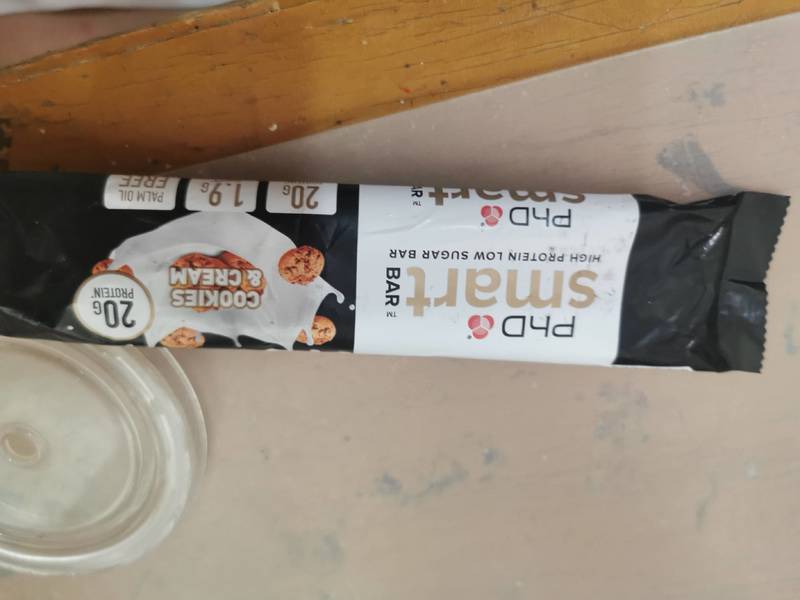 PhD
smart
BAR™
HIGH PROTEIN LOW SUGAR BAR
PhD
smart
AR™
COOKIES
& CREAM
20G
PROTEIN*
20G
1.9G
PALM OIL
FREE